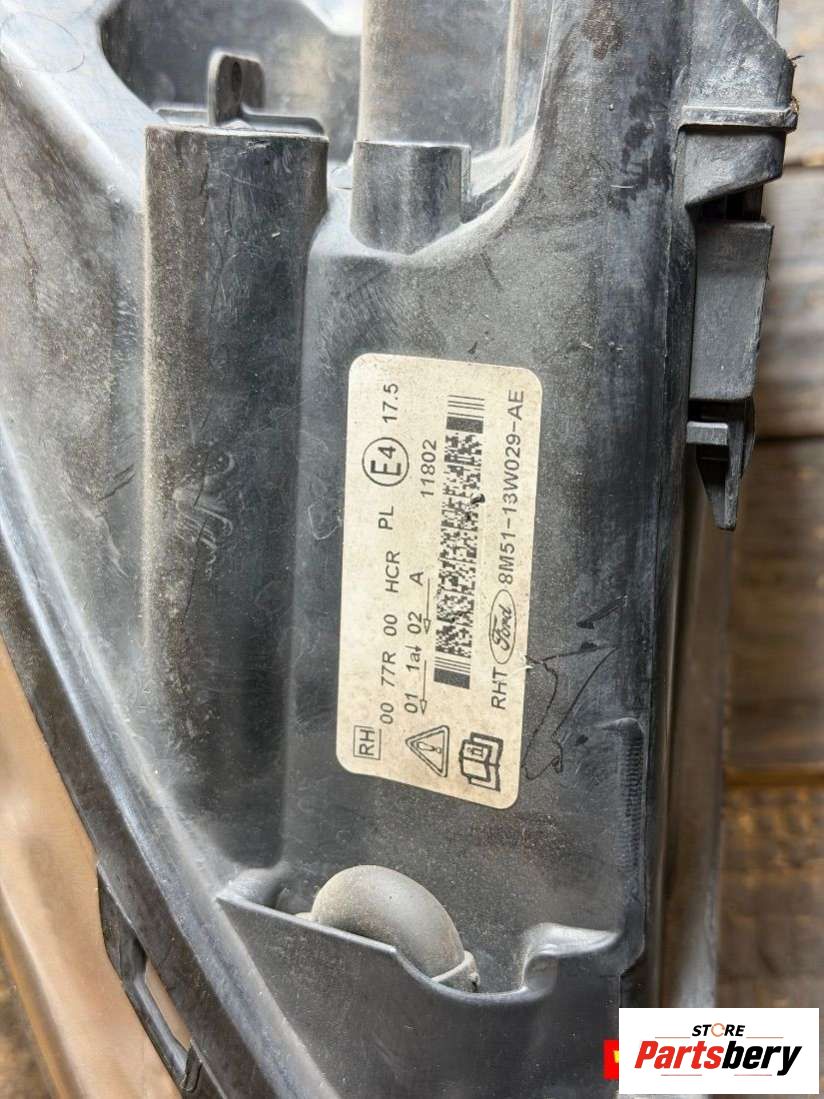 RH
00 77R 00 HCR PL E4 17.5
01 1a 02 A 11802
RHT Ford 8M51-13W029-AE
STORE
Partsbery